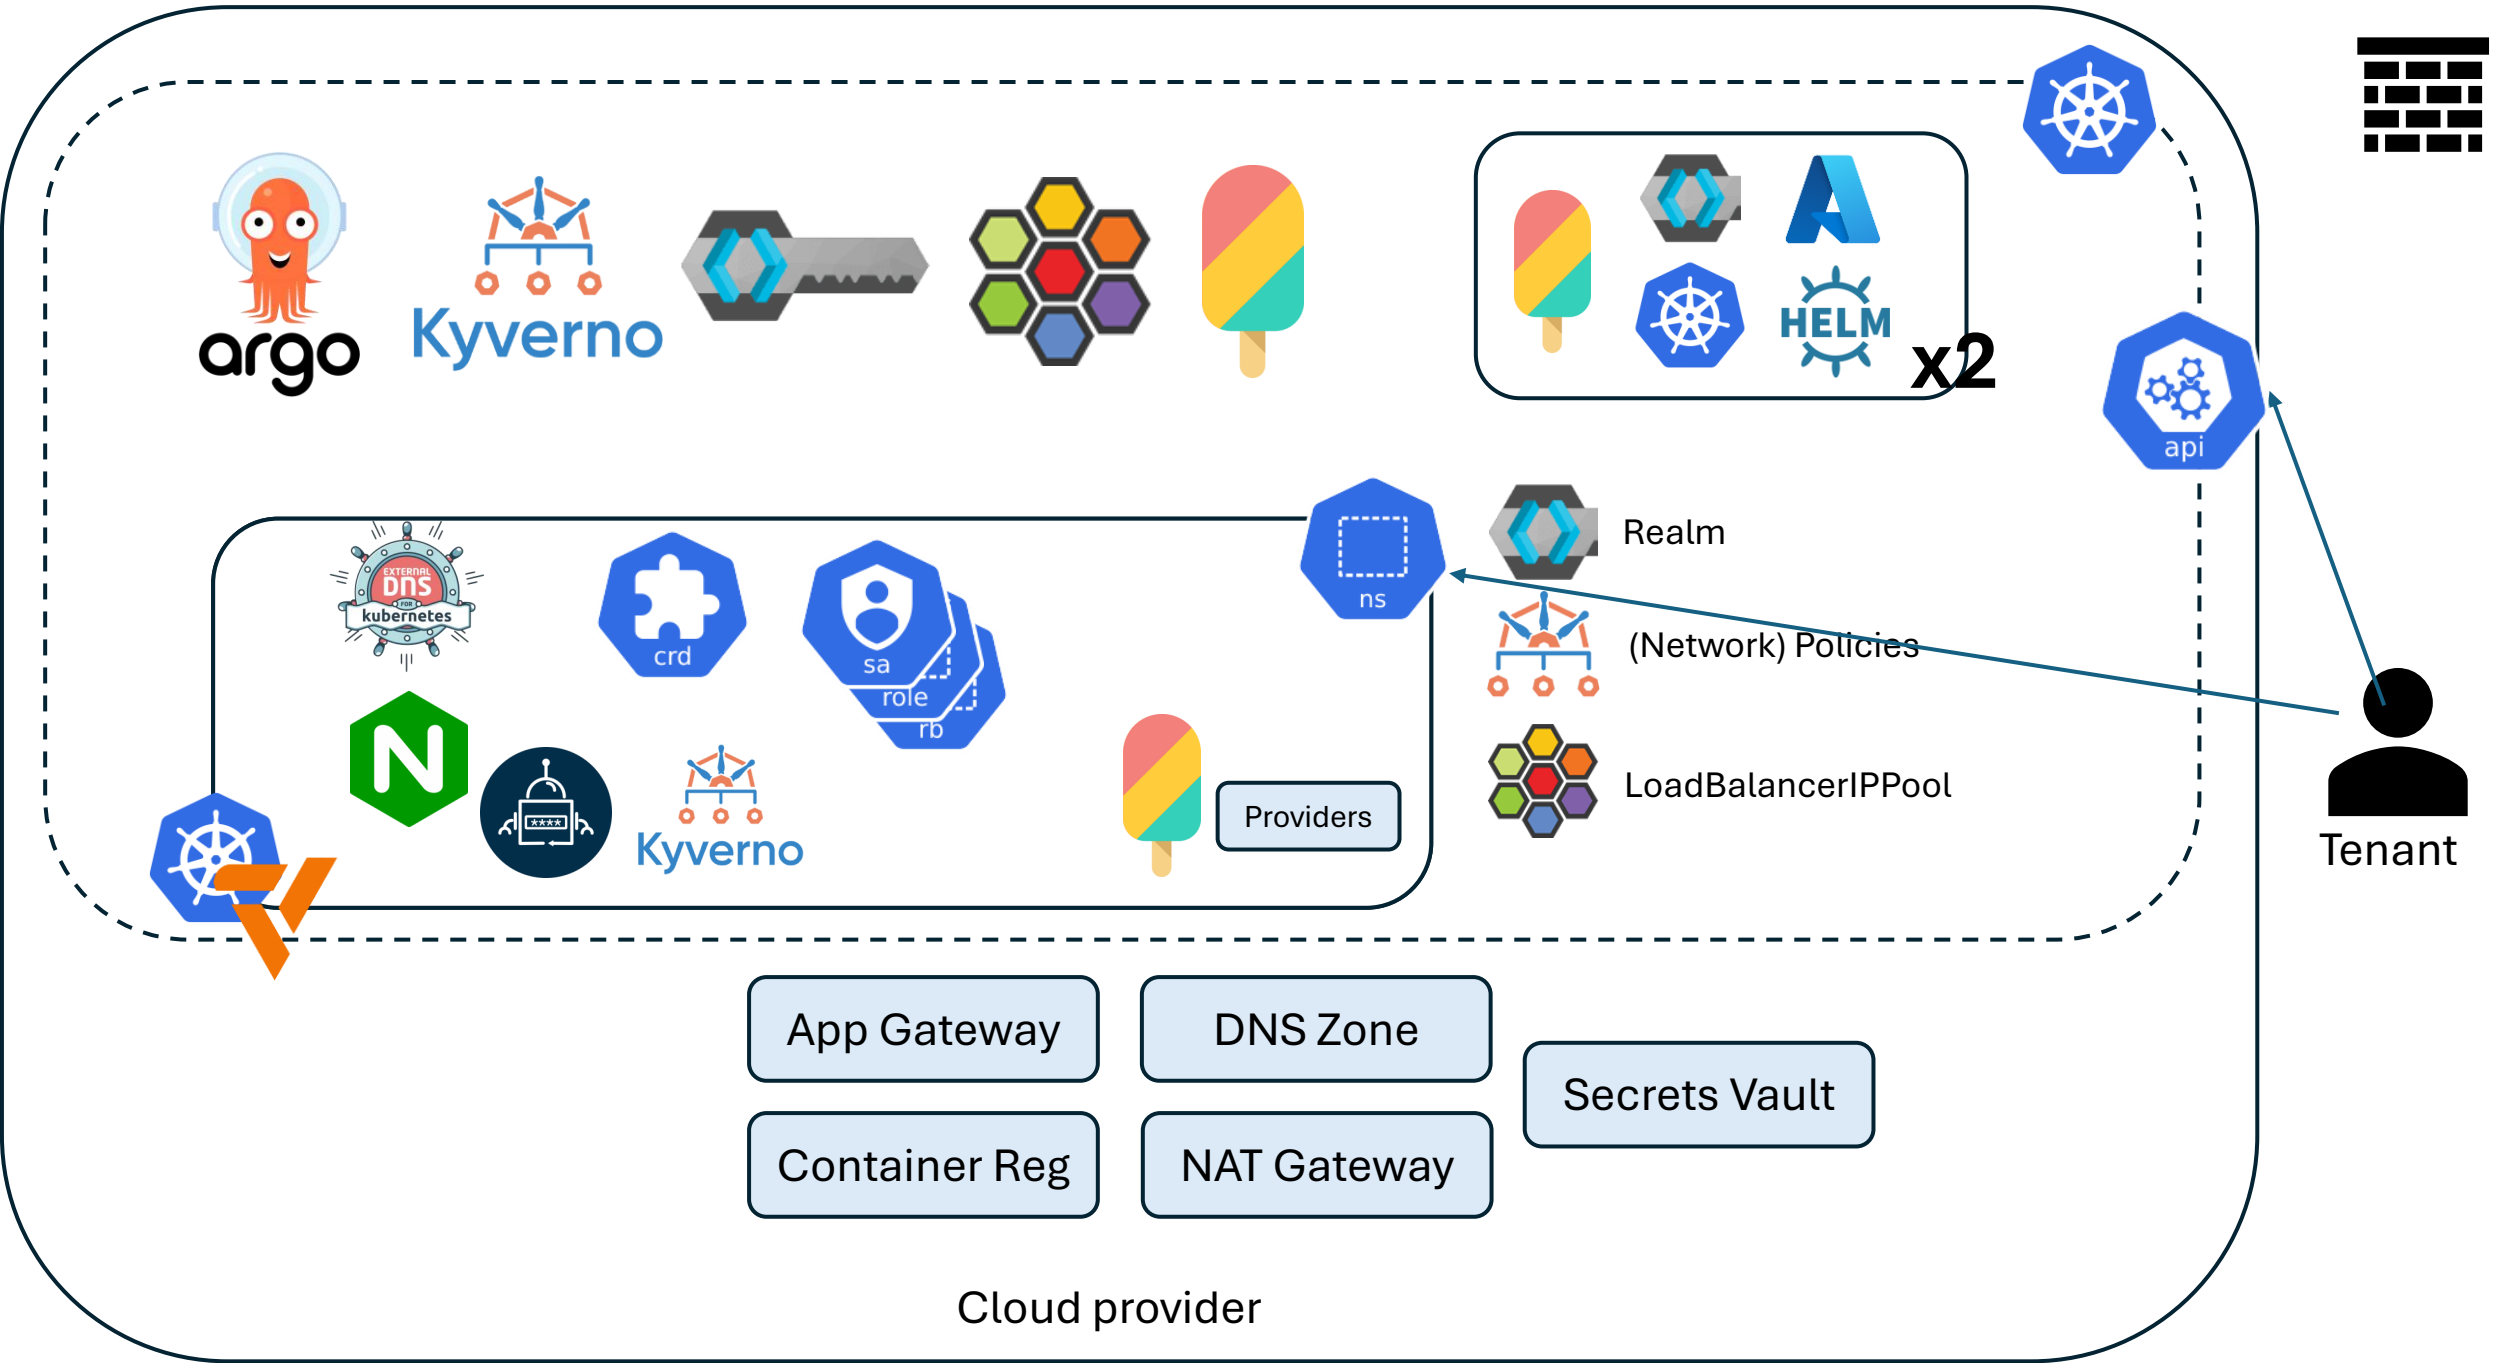 argo
Kyverno
HELM
x2
api
EXTERNAL
DNS
FOR
kubernetes
crd
sa
role
rb
ns
Realm
(Network) Policies
LoadBalancerIPPool
N
****
Kyverno
Providers
Tenant
App Gateway
DNS Zone
Secrets Vault
Container Reg
NAT Gateway
Cloud provider